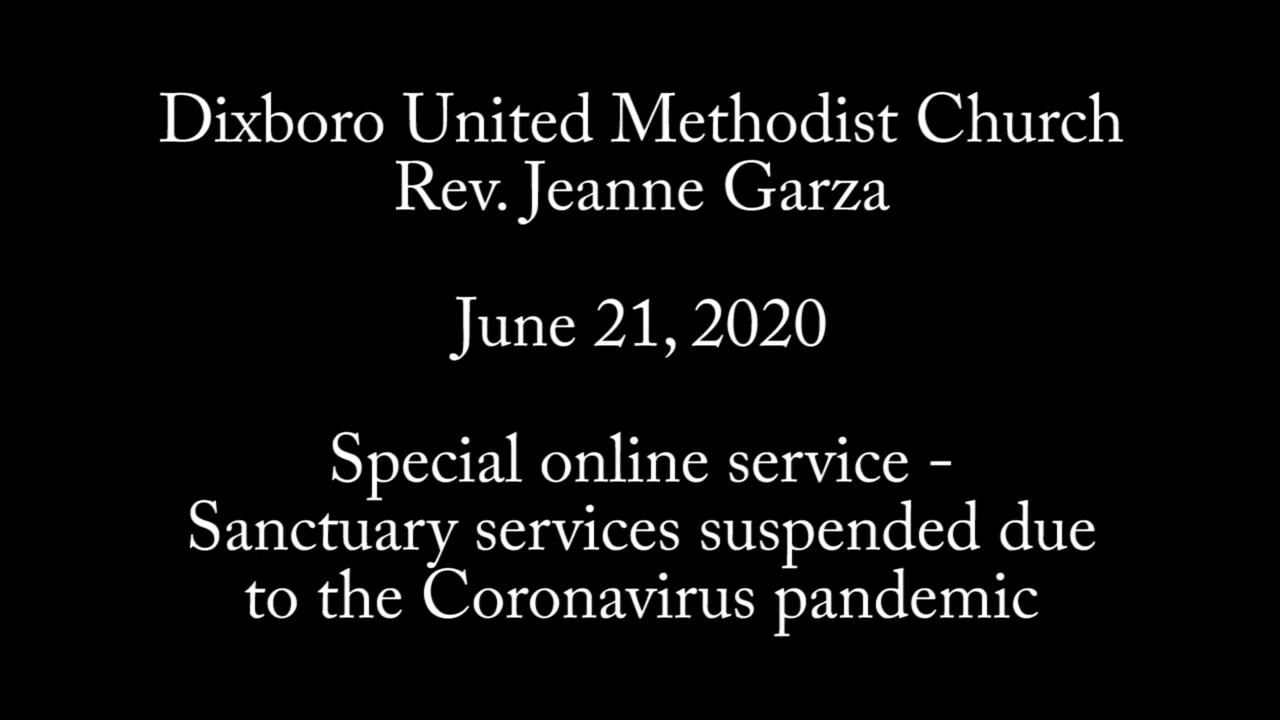 Dixboro United Methodist Church
Rev. Jeanne Garza
June 21, 2020
Special online service -
Sanctuary services suspended due
to the Coronavirus pandemic